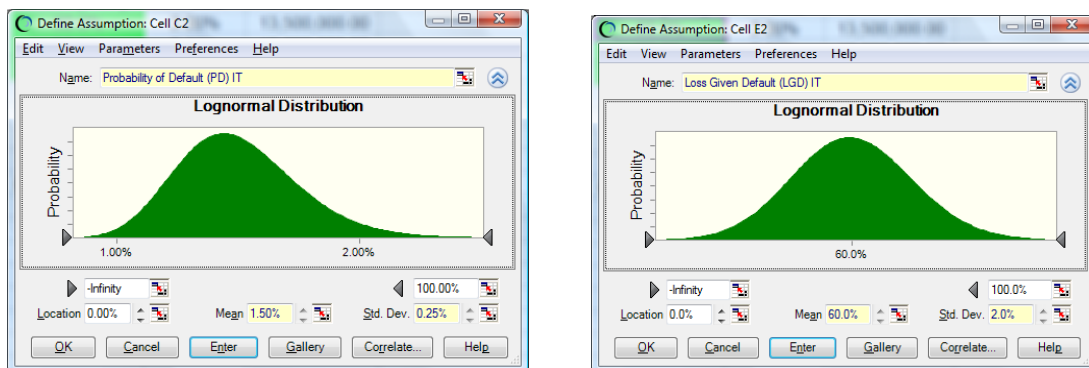 Define Assumption: Cell C2
Edit View Parameters Preferences Help
Name: Probability of Default (PD) IT
Lognormal Distribution
Probability
1.00% 2.00%
-Infinity 100.00%
Location 0.00% Mean 1.50% Std. Dev. 0.25%
OK Cancel Enter Gallery Correlate... Help
Define Assumption: Cell E2
Edit View Parameters Preferences Help
Name: Loss Given Default (LGD) IT
Lognormal Distribution
Probability
60.0%
-Infinity 100.0%
Location 0.0% Mean 60.0% Std. Dev. 2.0%
OK Cancel Enter Gallery Correlate... Help